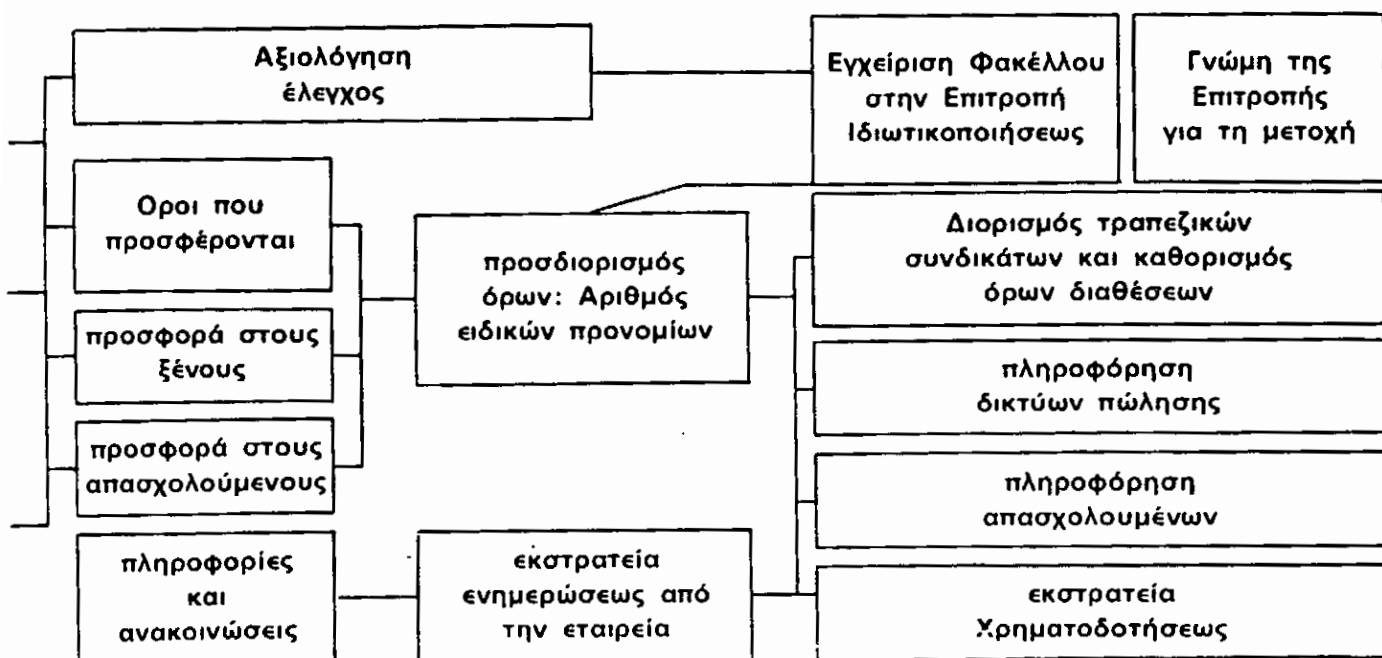 Αξιολόγηση
έλεγχος
Εγχείριση Φακέλλου
στην Επιτροπή
Ιδιωτικοποιήσεως
Γνώμη της
Επιτροπής
για τη μετοχή
Οροι που
προσφέρονται
προσδιορισμός
όρων: Αριθμός
ειδικών προνομίων
Διορισμός τραπεζικών
συνδικάτων και καθορισμός
όρων διαθέσεων
προσφορά στους
ξένους
πληροφόρηση
δικτύων πώλησης
προσφορά στους
απασχολούμενους
πληροφόρηση
απασχολουμένων
πληροφορίες
και
ανακοινώσεις
εκστρατεία
ενημερώσεως από
την εταιρεία
εκστρατεία
Χρηματοδοτήσεως